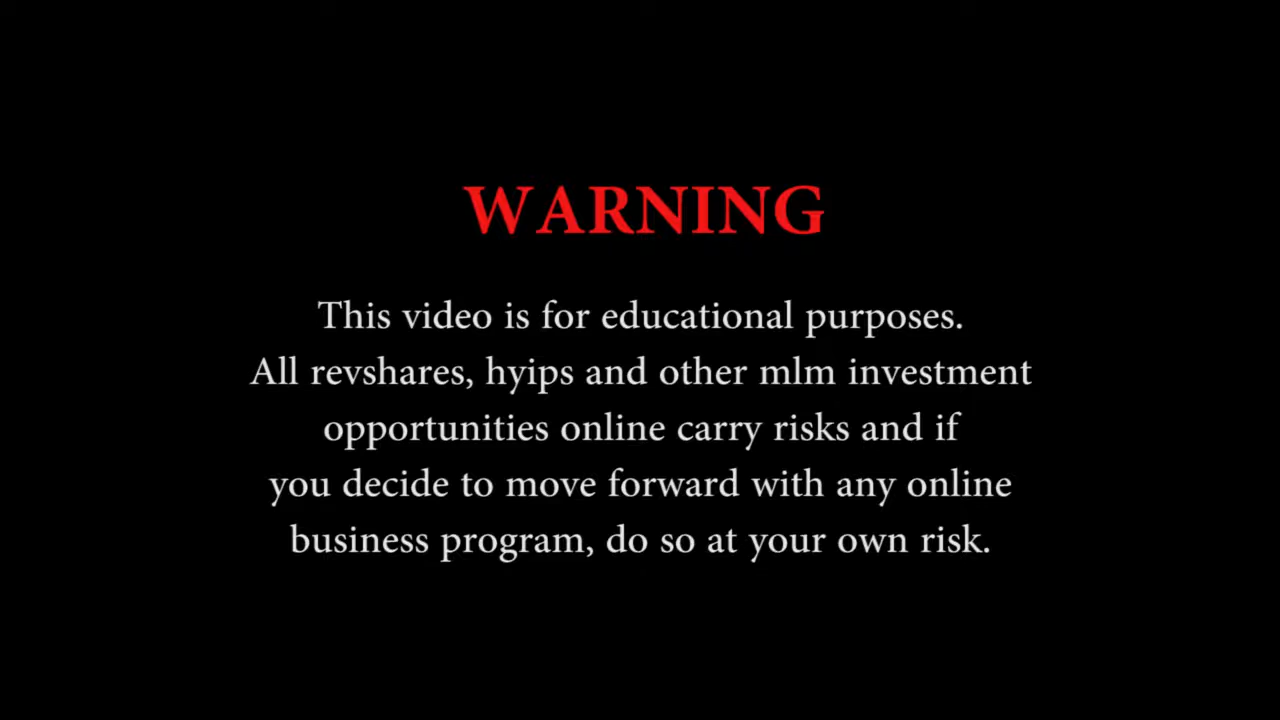 WARNING
This video is for educational purposes.
All revshares, hyips and other mlm investment
opportunities online carry risks and if
you decide to move forward with any online
business program, do so at your own risk.